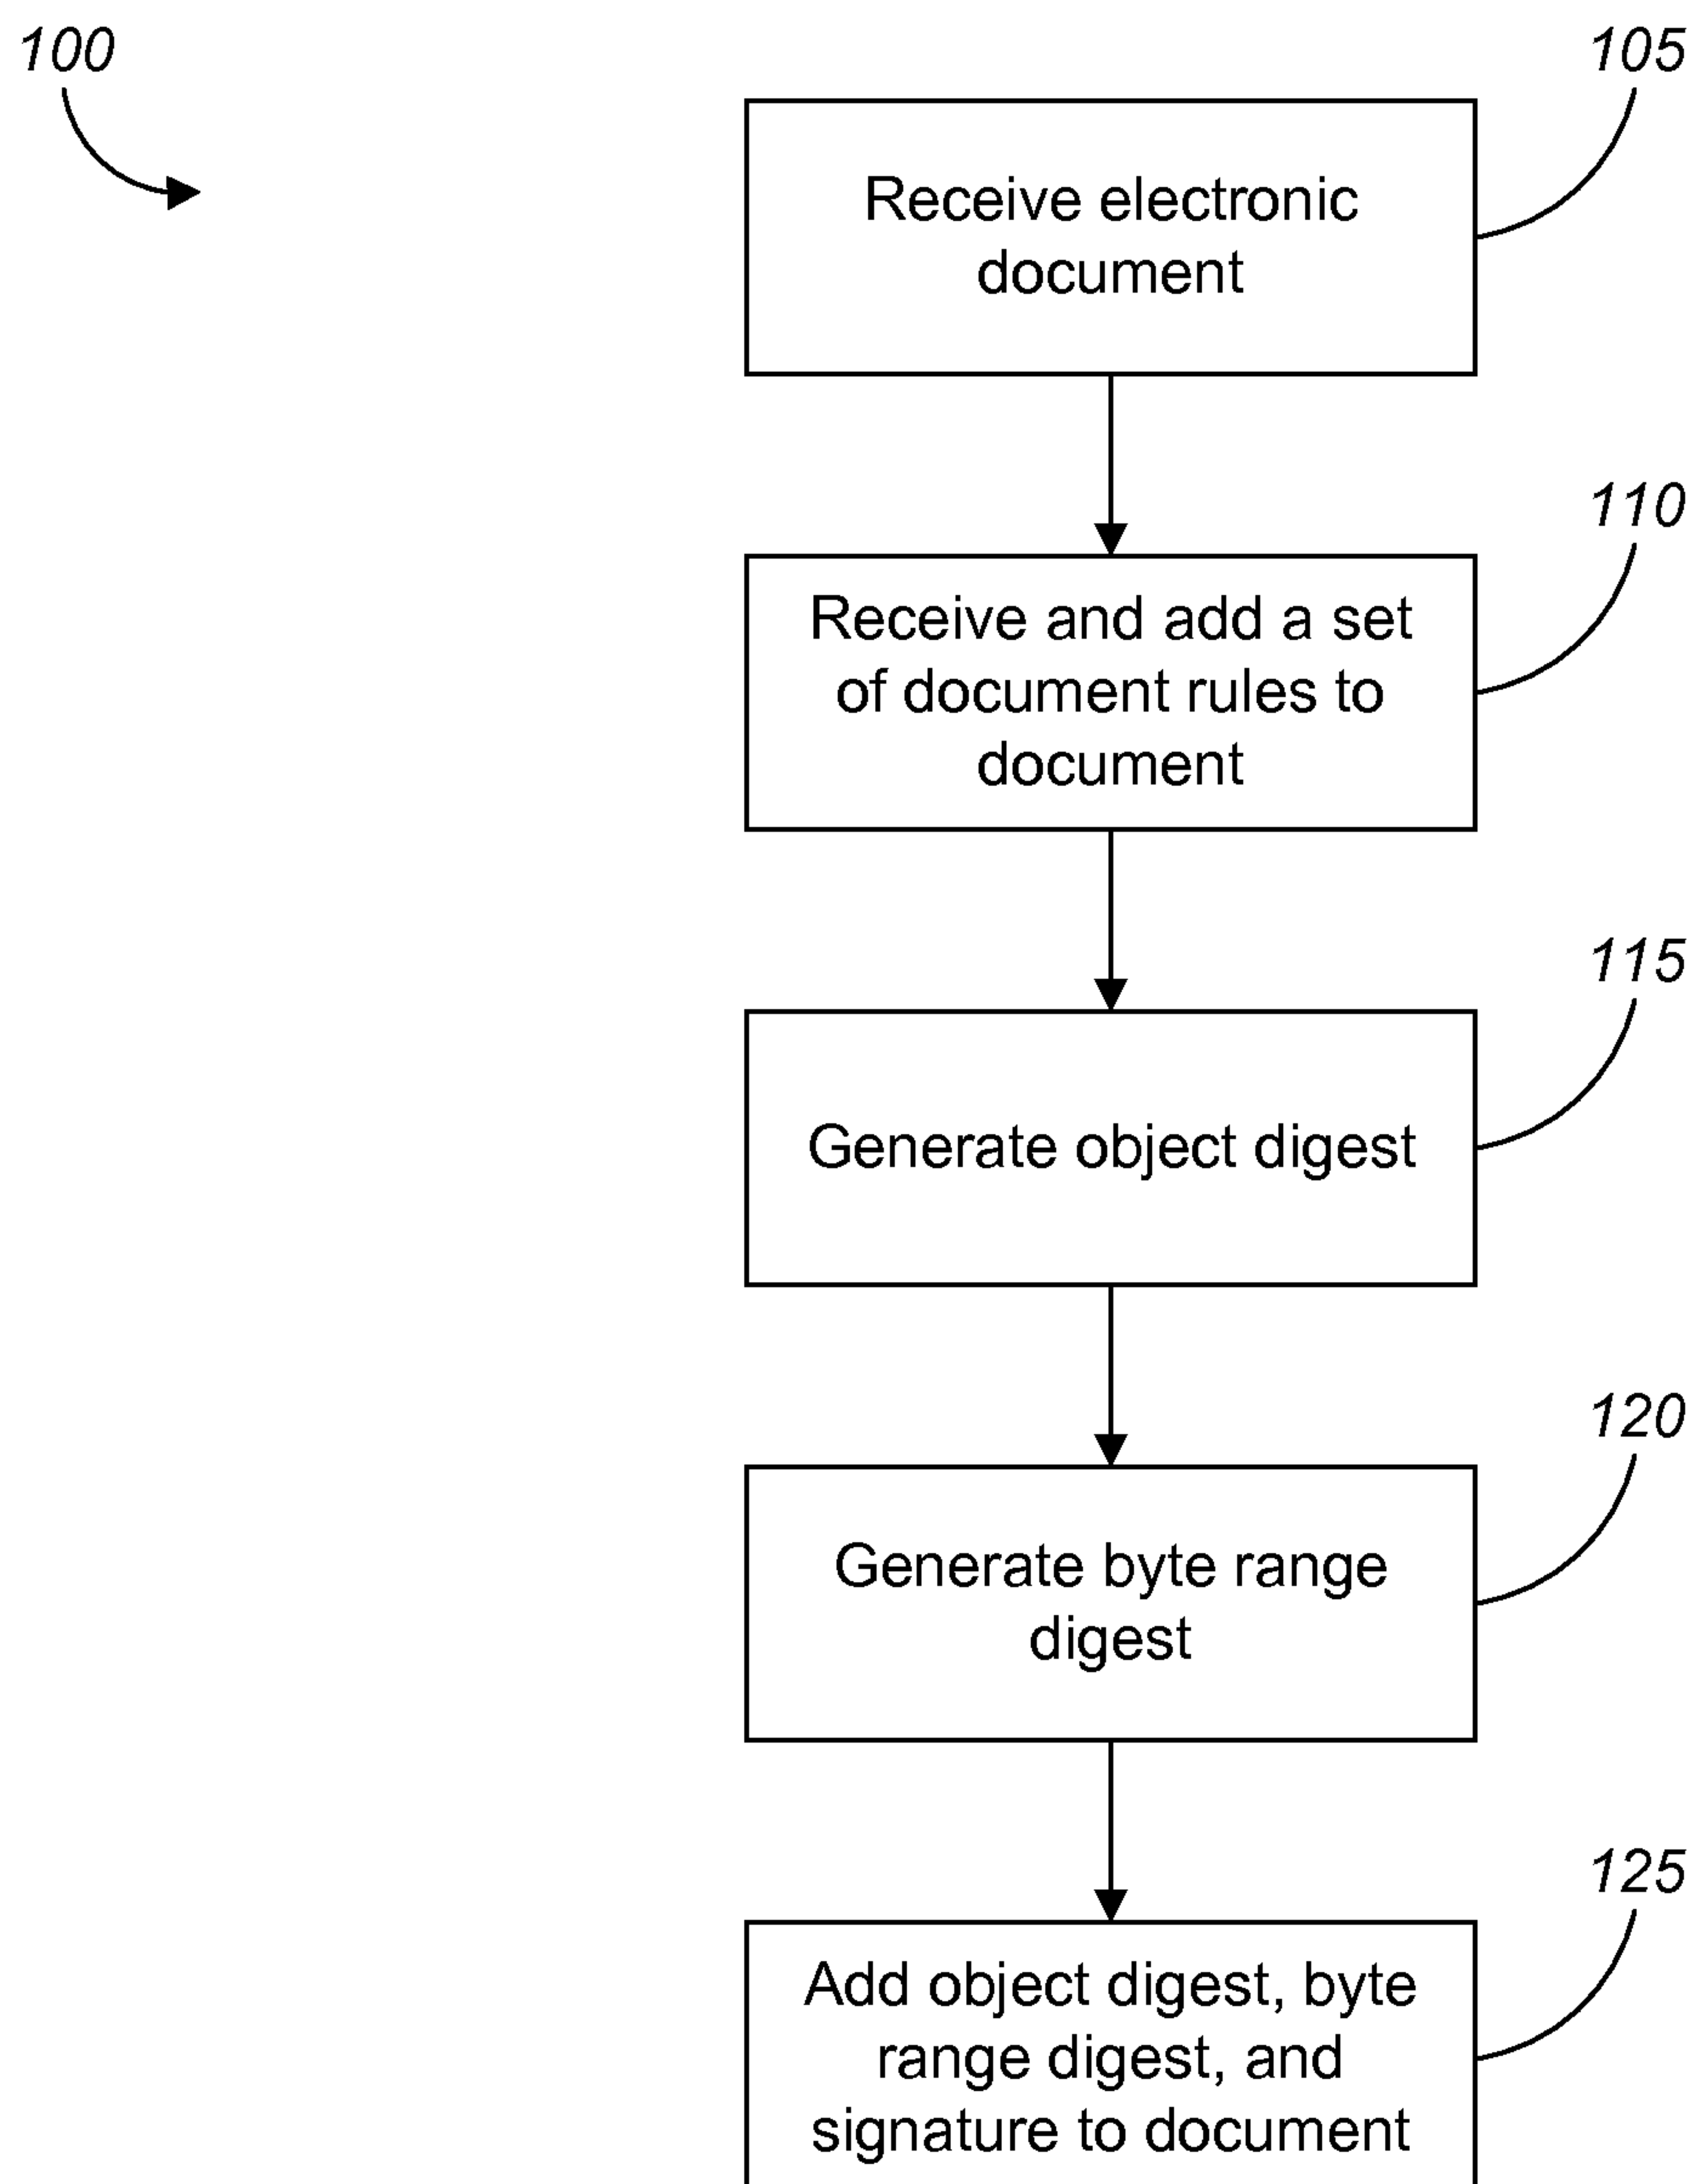 100
105
Receive electronic
document
110
Receive and add a set
of document rules to
document
115
Generate object digest
120
Generate byte range
digest
125
Add object digest, byte
range digest, and
signature to document